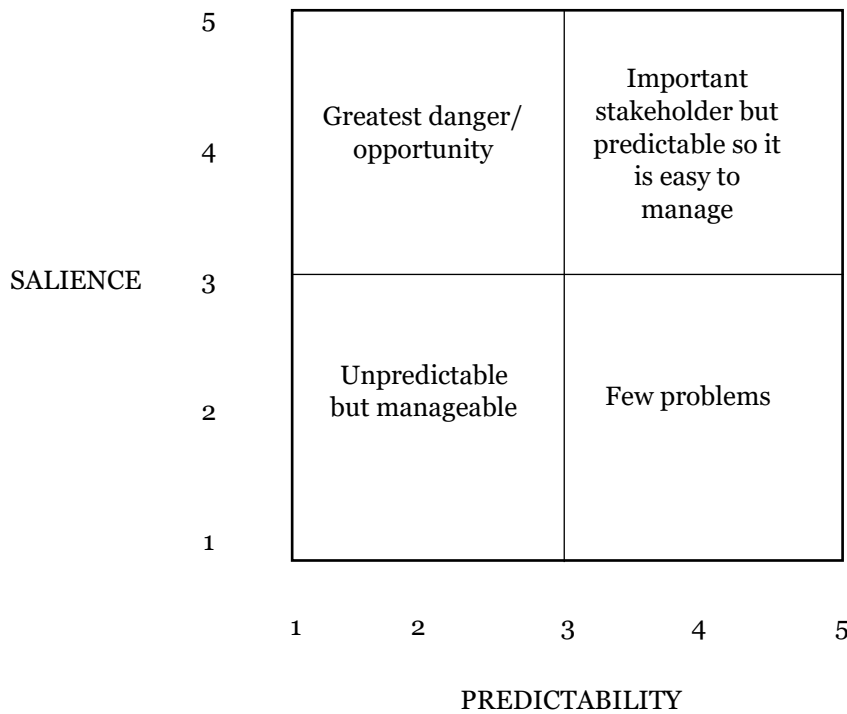 5
Greatest danger/
opportunity
Important
stakeholder but
predictable so it
is easy to
manage
4
SALIENCE
3
Unpredictable
but manageable
Few problems
2
1
1 2 3 4 5
PREDICTABILITY